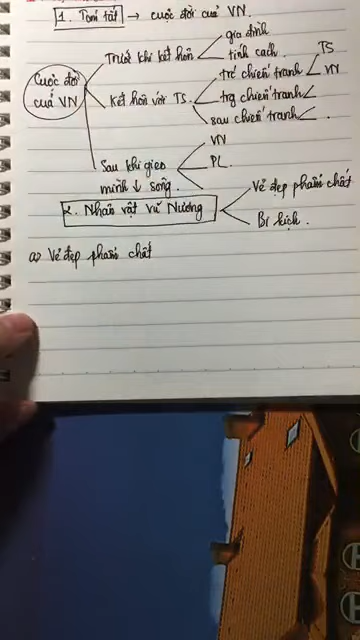 1. Tóm tắt → cuộc đời của VN.
Cuộc đời của VN
Trước khi kết hôn
gia đình
tính cách.
Kết hôn với TS.
trc chiến tranh
TS
VN
trg chiến tranh
sau chiến tranh
Sau khi gieo mình ↓ sông.
VN
PL
2. Nhân vật Vũ Nương
Vẻ đẹp phẩm chất
Bi kịch.
a> Vẻ đẹp phẩm chất